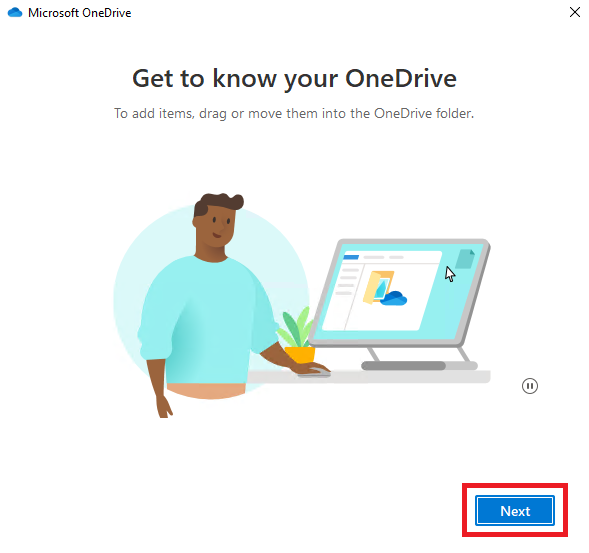 Microsoft OneDrive
Get to know your OneDrive
To add items, drag or move them into the OneDrive folder.
Next